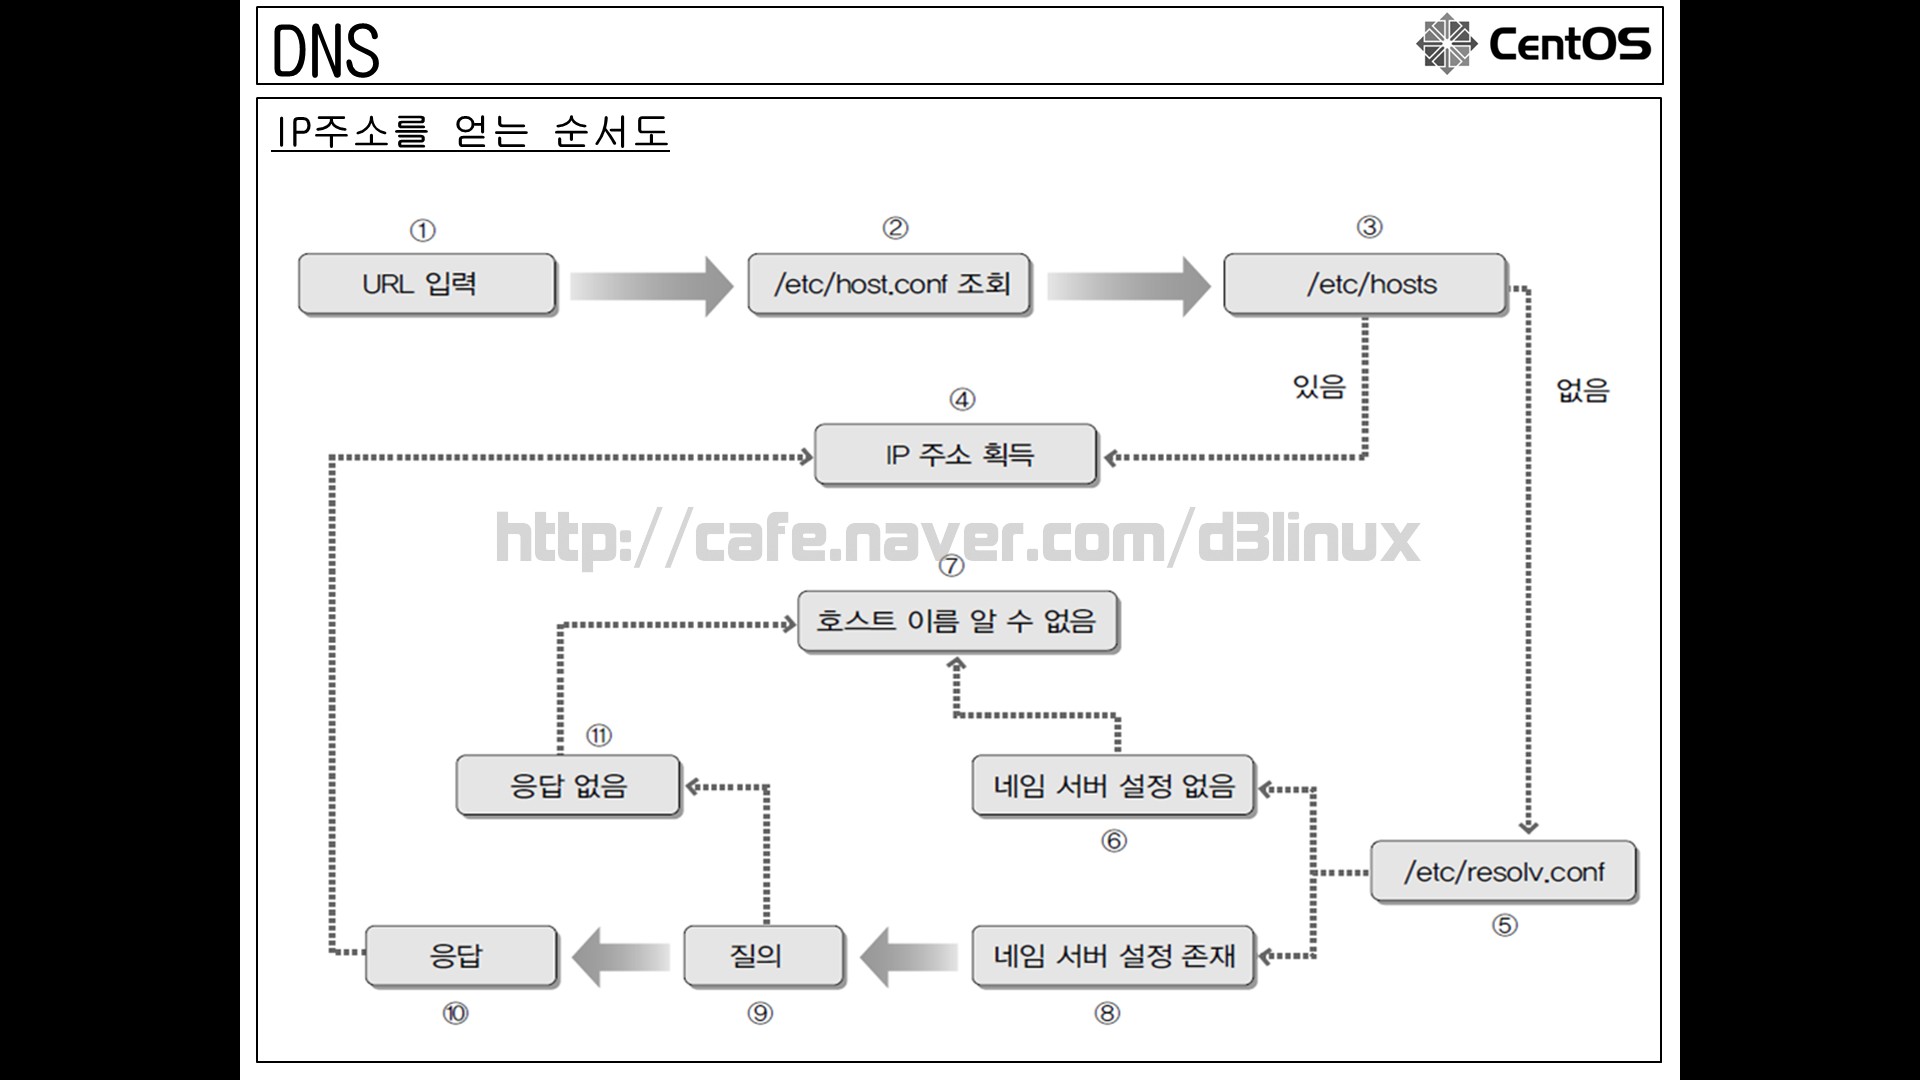 DNS
CentOS
IP주소를 얻는 순서도
①
②
③
URL 입력
/etc/host.conf 조회
/etc/hosts
있음
없음
④
IP 주소 획득
http://cafe.naver.com/d3linux
⑦
호스트 이름 알 수 없음
⑪
응답 없음
네임 서버 설정 없음
⑥
/etc/resolv.conf
⑤
응답
질의
네임 서버 설정 존재
⑩
⑨
⑧